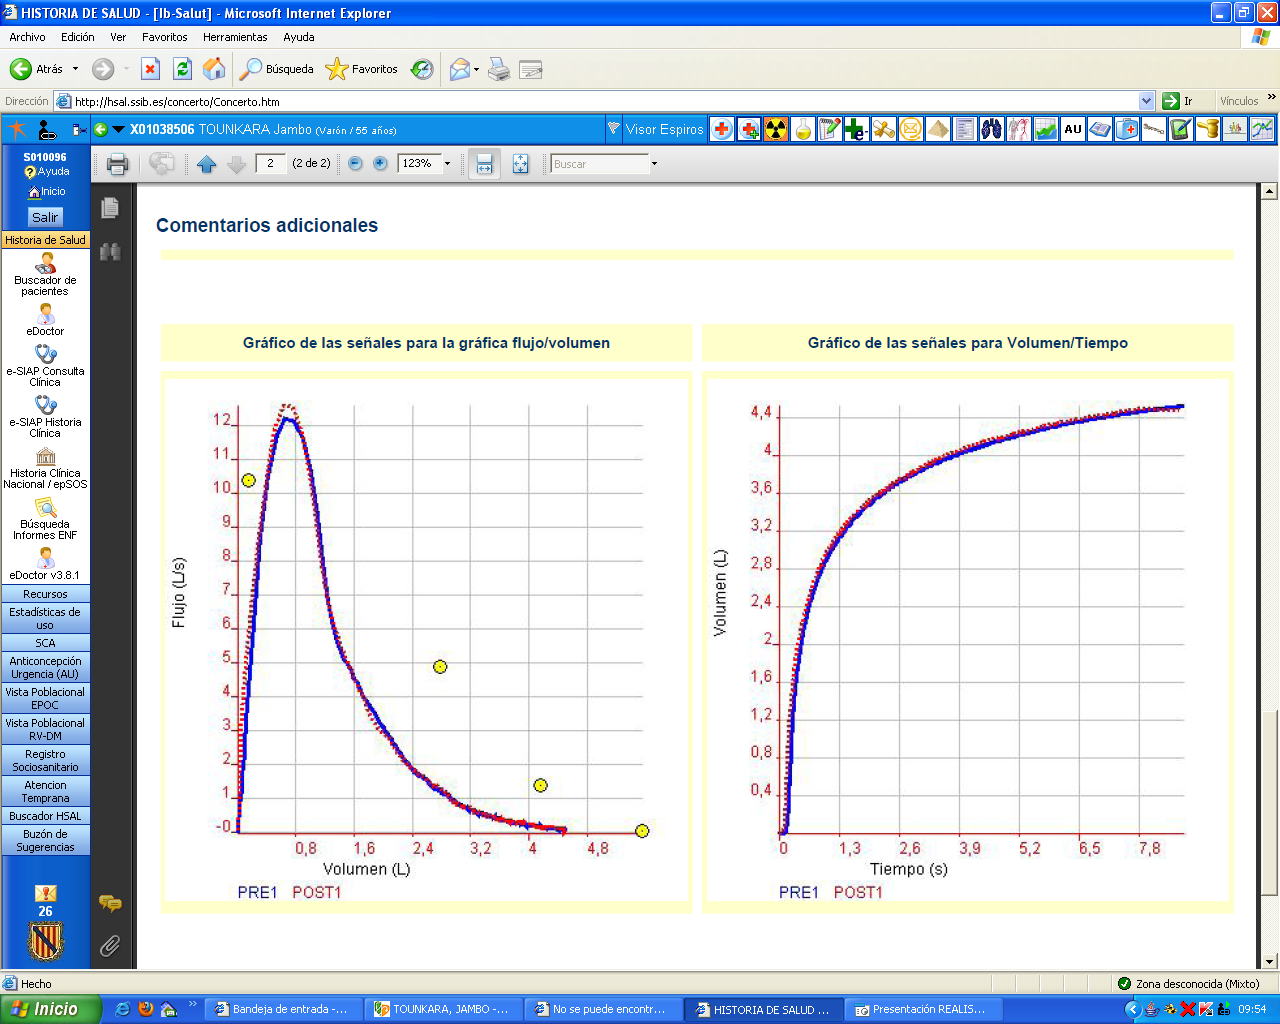 HISTORIA DE SALUD - [Ib-Salut] - Microsoft Internet Explorer
Archivo Edición Ver Favoritos Herramientas Ayuda
Atrás Búsqueda Favoritos
Dirección http://hsal.ssib.es/concerto/Concerto.htm Ir Vínculos »
X01038506 TOUNKARA Jambo (Varón / 55 años) Visor Espiros AU
S010096
Ayuda
Inicio
Salir
2 (2 de 2) 123% Buscar
Historia de Salud
Buscador de
pacientes
eDoctor
e-SIAP Consulta
Clínica
e-SIAP Historia
Clínica
Historia Clínica
Nacional / epSOS
Búsqueda
Informes ENF
eDoctor v3.8.1
Recursos
Estadísticas de
uso
SCA
Anticoncepción
Urgencia (AU)
Vista Poblacional
EPOC
Vista Poblacional
RV-DM
Registro
Sociosanitario
Atencion
Temprana
Buscador HSAL
Buzón de
Sugerencias
26
Comentarios adicionales
Gráfico de las señales para la gráfica flujo/volumen
12
11
10
9
8
7
6
5
4
3
2
1
-0
Flujo (L/s)
0,8 1,6 2,4 3,2 4 4,8
Volumen (L)
PRE1 POST1
Gráfico de las señales para Volumen/Tiempo
4,4
4
3,6
3,2
2,8
2,4
2
1,6
1,2
0,8
0,4
Volumen (L)
0 1,3 2,6 3,9 5,2 6,5 7,8
Tiempo (s)
PRE1 POST1
Hecho Zona desconocida (Mixto)
Inicio » Bandeja de entrada -... TOUNKARA, JAMBO -... No se puede encontr... HISTORIA DE SALUD ... Presentación REALIS... 09:54